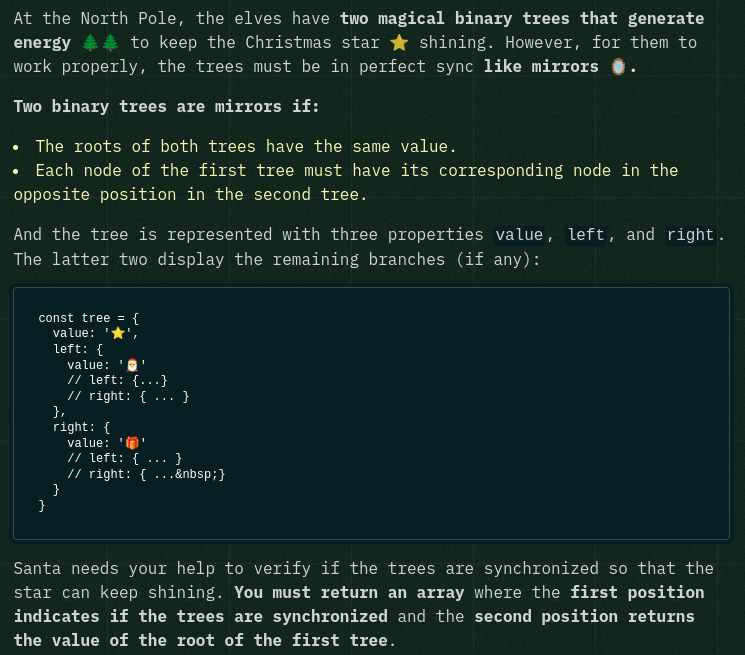 At the North Pole, the elves have two magical binary trees that generate
energy 🌲🌲 to keep the Christmas star ⭐ shining. However, for them to
work properly, the trees must be in perfect sync like mirrors 🪞.
Two binary trees are mirrors if:
• The roots of both trees have the same value.
• Each node of the first tree must have its corresponding node in the
opposite position in the second tree.
And the tree is represented with three properties value, left, and right.
The latter two display the remaining branches (if any):
const tree = {
  value: '⭐',
  left: {
    value: '🎅'
    // left: {...}
    // right: { ... }
  },
  right: {
    value: '🎁'
    // left: { ... }
    // right: { ...&nbsp;}
  }
}
Santa needs your help to verify if the trees are synchronized so that the
star can keep shining. You must return an array where the first position
indicates if the trees are synchronized and the second position returns
the value of the root of the first tree.